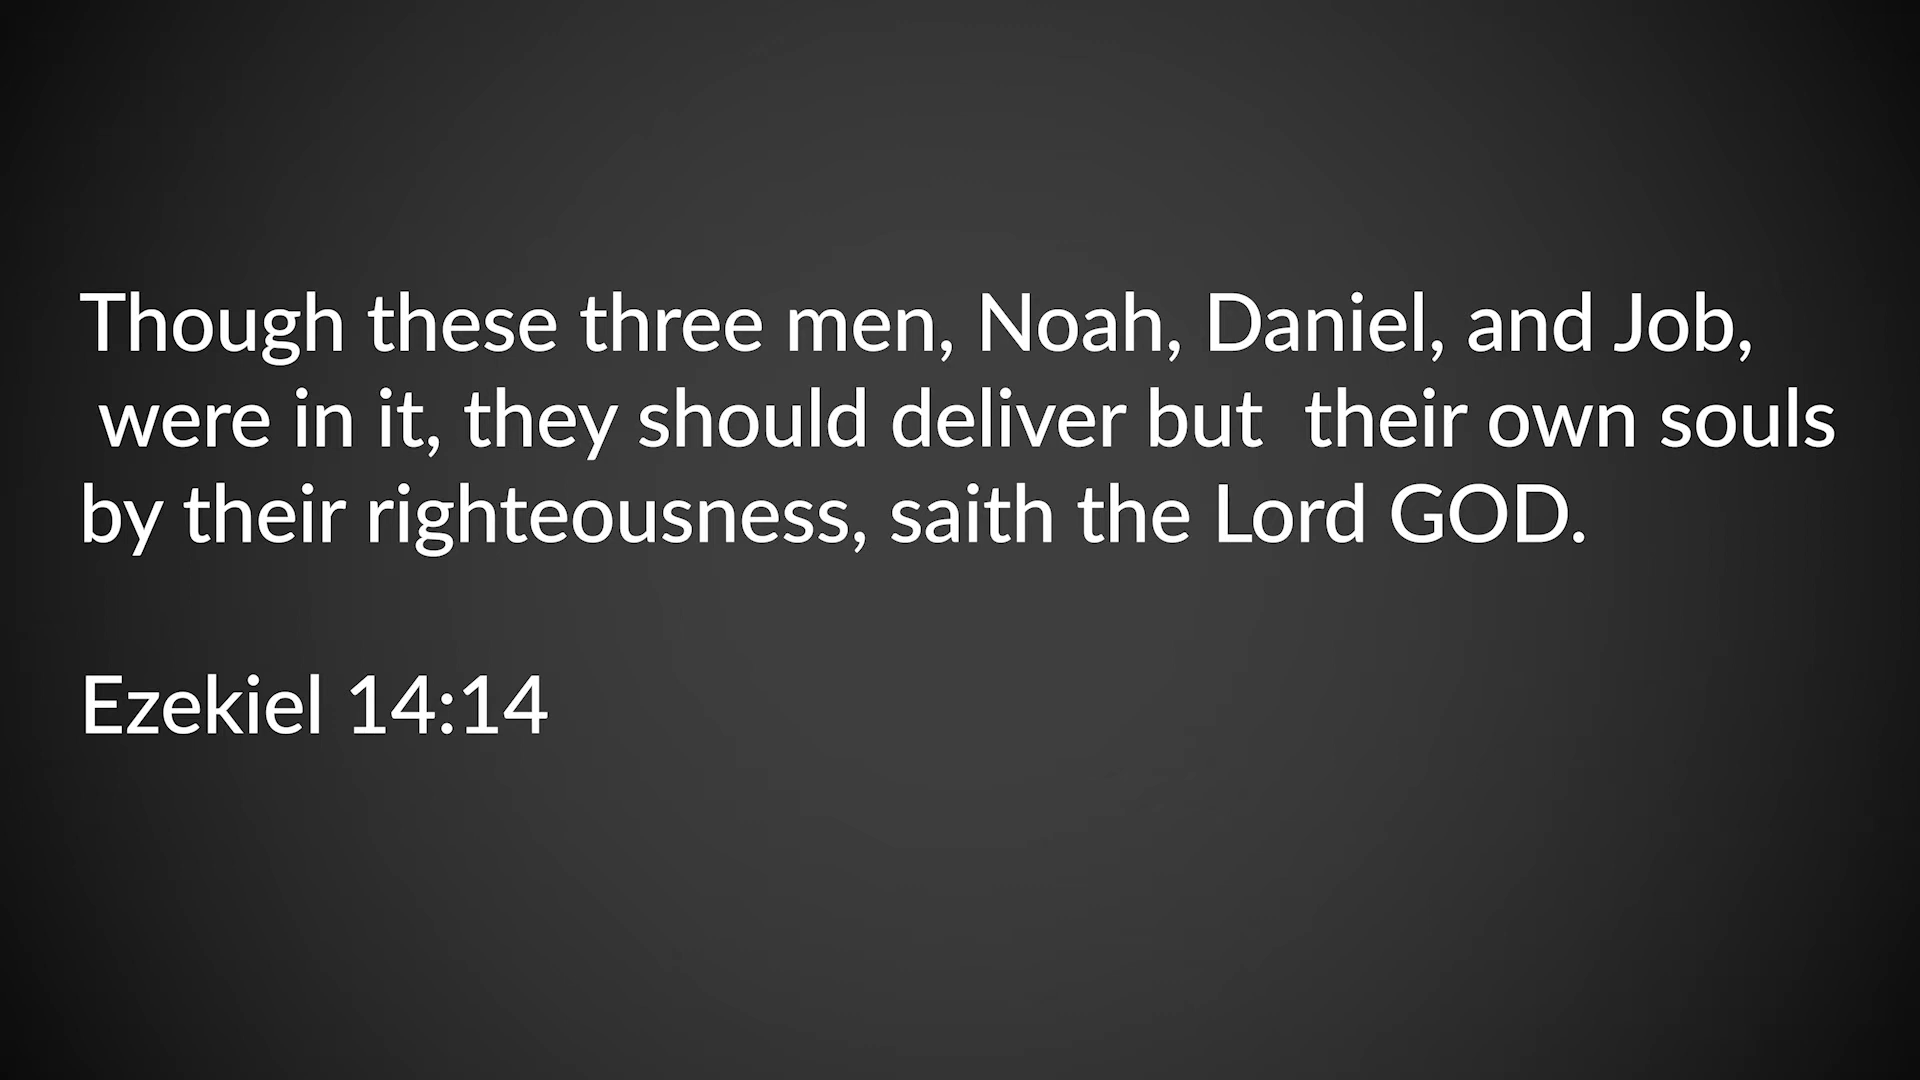 Though these three men, Noah, Daniel, and Job,
were in it, they should deliver but  their own souls
by their righteousness, saith the Lord GOD.
Ezekiel 14:14